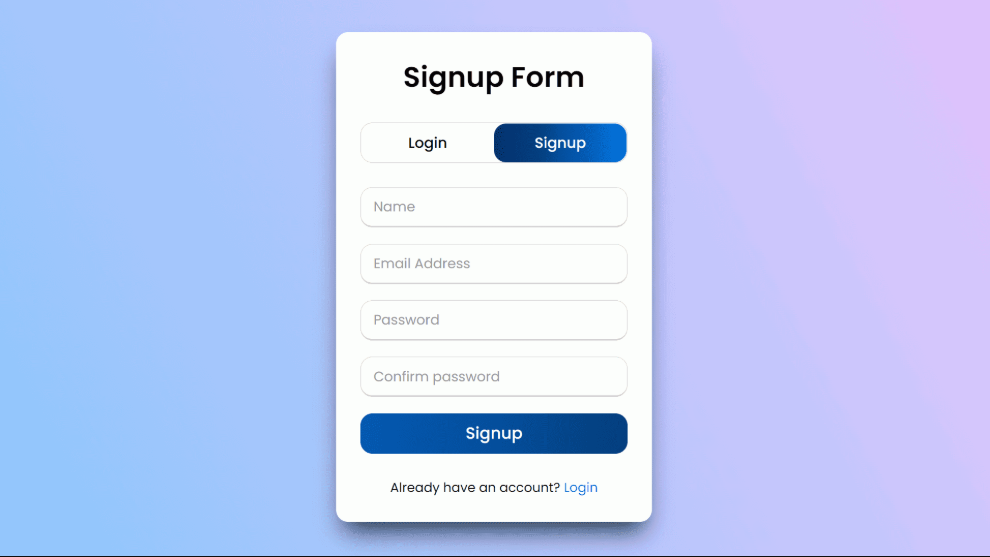 Signup Form
Login Signup
Name
Email Address
Password
Confirm password
Signup
Already have an account? Login